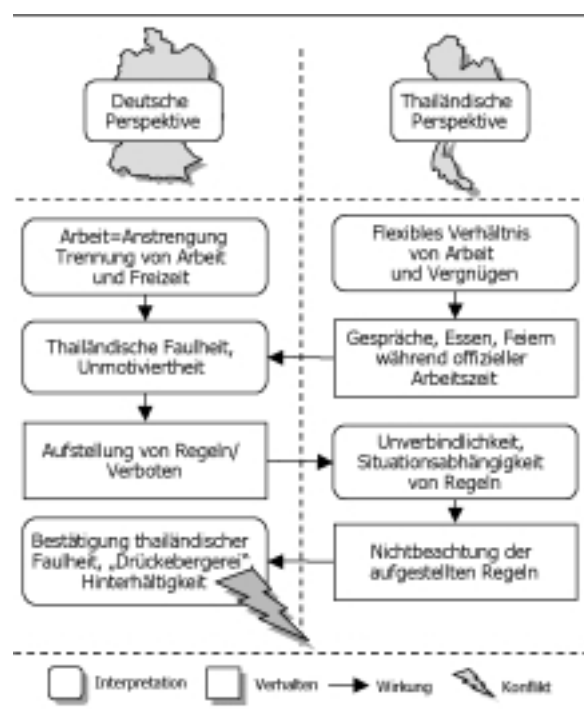 Deutsche
Perspektive
Thailändische
Perspektive
Arbeit=Anstrengung
Trennung von Arbeit
und Freizeit
Flexibles Verhältnis
von Arbeit
und Vergnügen
Thailändische Faulheit,
Unmotiviertheit
Gespräche, Essen, Feiern
während offizieller
Arbeitszeit
Aufstellung von Regeln/
Verboten
Unverbindlichkeit,
Situationsabhängigkeit
von Regeln
Bestätigung thailändischer
Faulheit, „Drückebergerei“
Hinterhältigkeit
Nichtbeachtung der
aufgestellten Regeln
Interpretation Verhalten Wirkung Konflikt